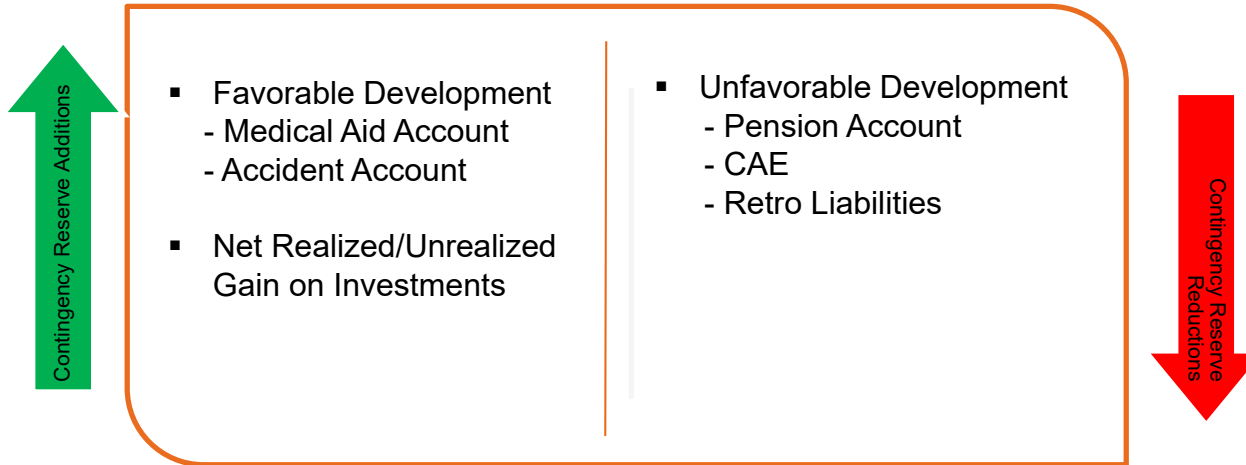 Contingency Reserve Additions
▪ Favorable Development
- Medical Aid Account
- Accident Account
▪ Net Realized/Unrealized
Gain on Investments
▪ Unfavorable Development
- Pension Account
- CAE
- Retro Liabilities
Contingency Reserve
Reductions